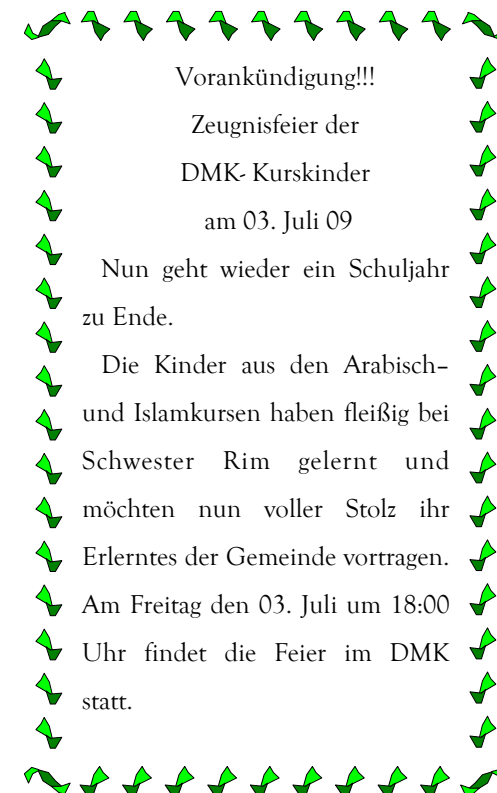 Vorankündigung!!!
Zeugnisfeier der
DMK- Kurskinder
am 03. Juli 09
Nun geht wieder ein Schuljahr
zu Ende.
Die Kinder aus den Arabisch-
und Islamkursen haben fleißig bei
Schwester Rim gelernt und
möchten nun voller Stolz ihr
Erlerntes der Gemeinde vortragen.
Am Freitag den 03. Juli um 18:00
Uhr findet die Feier im DMK
statt.